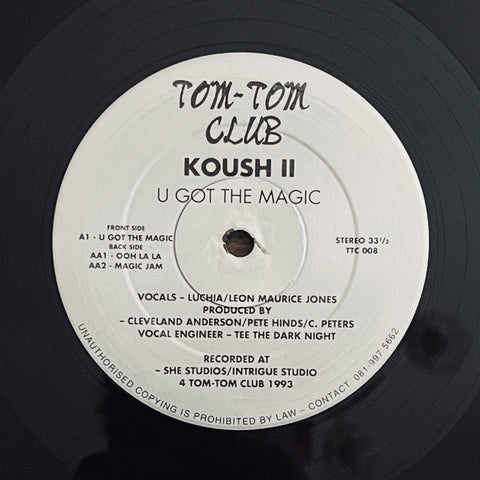 TOM-TOM
CLUB
KOUSH II
U GOT THE MAGIC
FRONT SIDE
A1 - U GOT THE MAGIC
BACK SIDE
AA1 - OOH LA LA
AA2 - MAGIC JAM
STEREO 33⅓
TTC 008
VOCALS – LUCHIA/LEON MAURICE JONES
PRODUCED BY
- CLEVELAND ANDERSON/PETE HINDS/C. PETERS
VOCAL ENGINEER – TEE THE DARK NIGHT
RECORDED AT
– SHE STUDIOS/INTRIGUE STUDIO
4 TOM-TOM CLUB 1993
UNAUTHORISED COPYING IS PROHIBITED BY LAW – CONTACT 081-997 5662